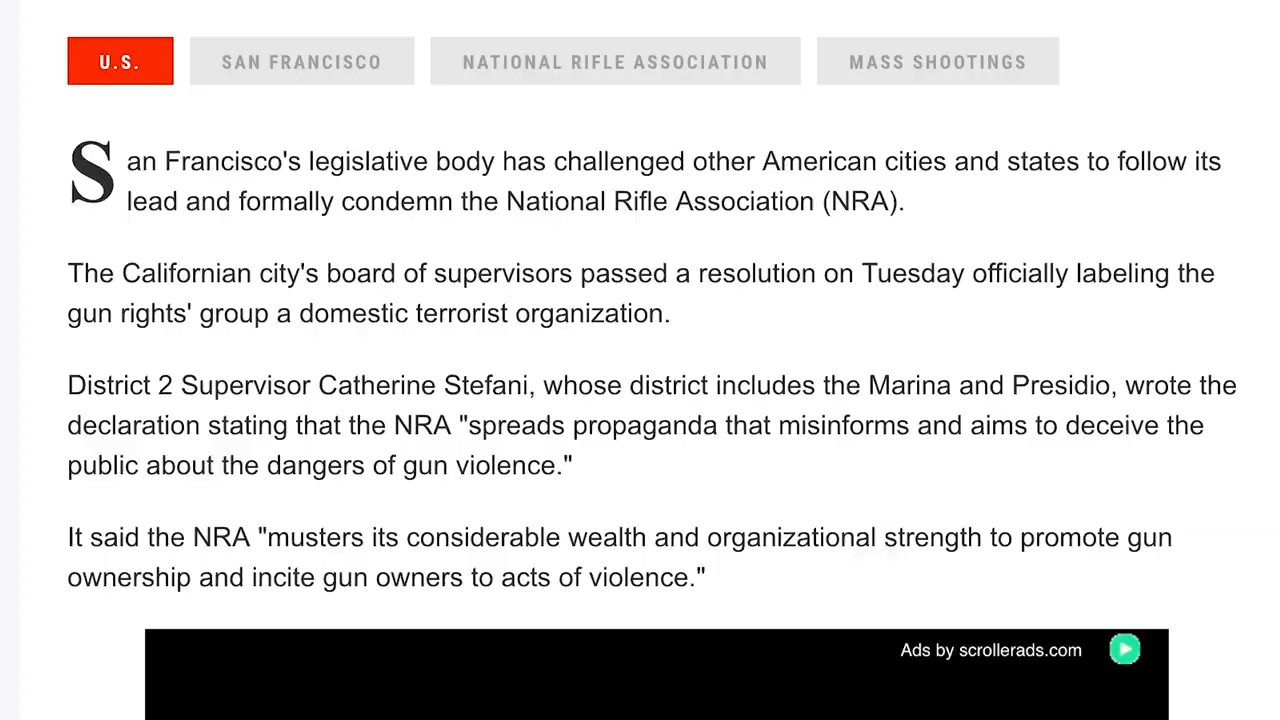 U.S. SAN FRANCISCO NATIONAL RIFLE ASSOCIATION MASS SHOOTINGS
San Francisco's legislative body has challenged other American cities and states to follow its
lead and formally condemn the National Rifle Association (NRA).
The Californian city's board of supervisors passed a resolution on Tuesday officially labeling the
gun rights' group a domestic terrorist organization.
District 2 Supervisor Catherine Stefani, whose district includes the Marina and Presidio, wrote the
declaration stating that the NRA "spreads propaganda that misinforms and aims to deceive the
public about the dangers of gun violence."
It said the NRA "musters its considerable wealth and organizational strength to promote gun
ownership and incite gun owners to acts of violence."
Ads by scrollerads.com